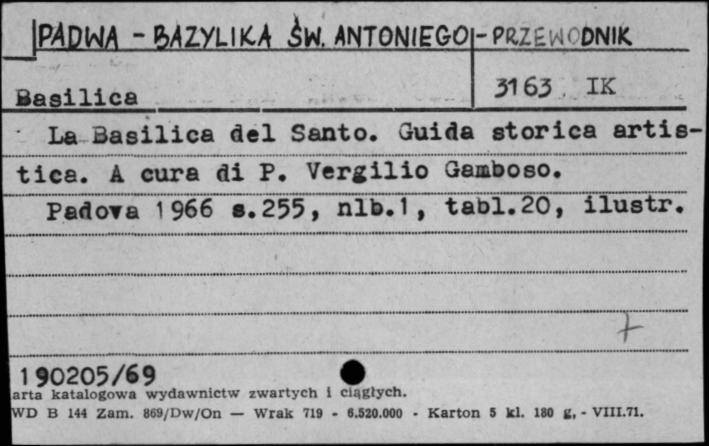 PADWA - BAZYLIKA ŚW. ANTONIEGO - PRZEWODNIK
Basilica 3163 IK
La Basilica del Santo. Guida storica artis-
tica. A cura di P. Vergilio Gamboso.
Padova 1966 s.255, nlb.1, tabl.20, ilustr.
190205/69
arta katalogowa wydawnictw zwartych i ciągłych.
WD B 144 Zam. 869/Dw/On — Wrak 719 - 6.520.000 - Karton 5 kl. 180 g, - VIII.71.